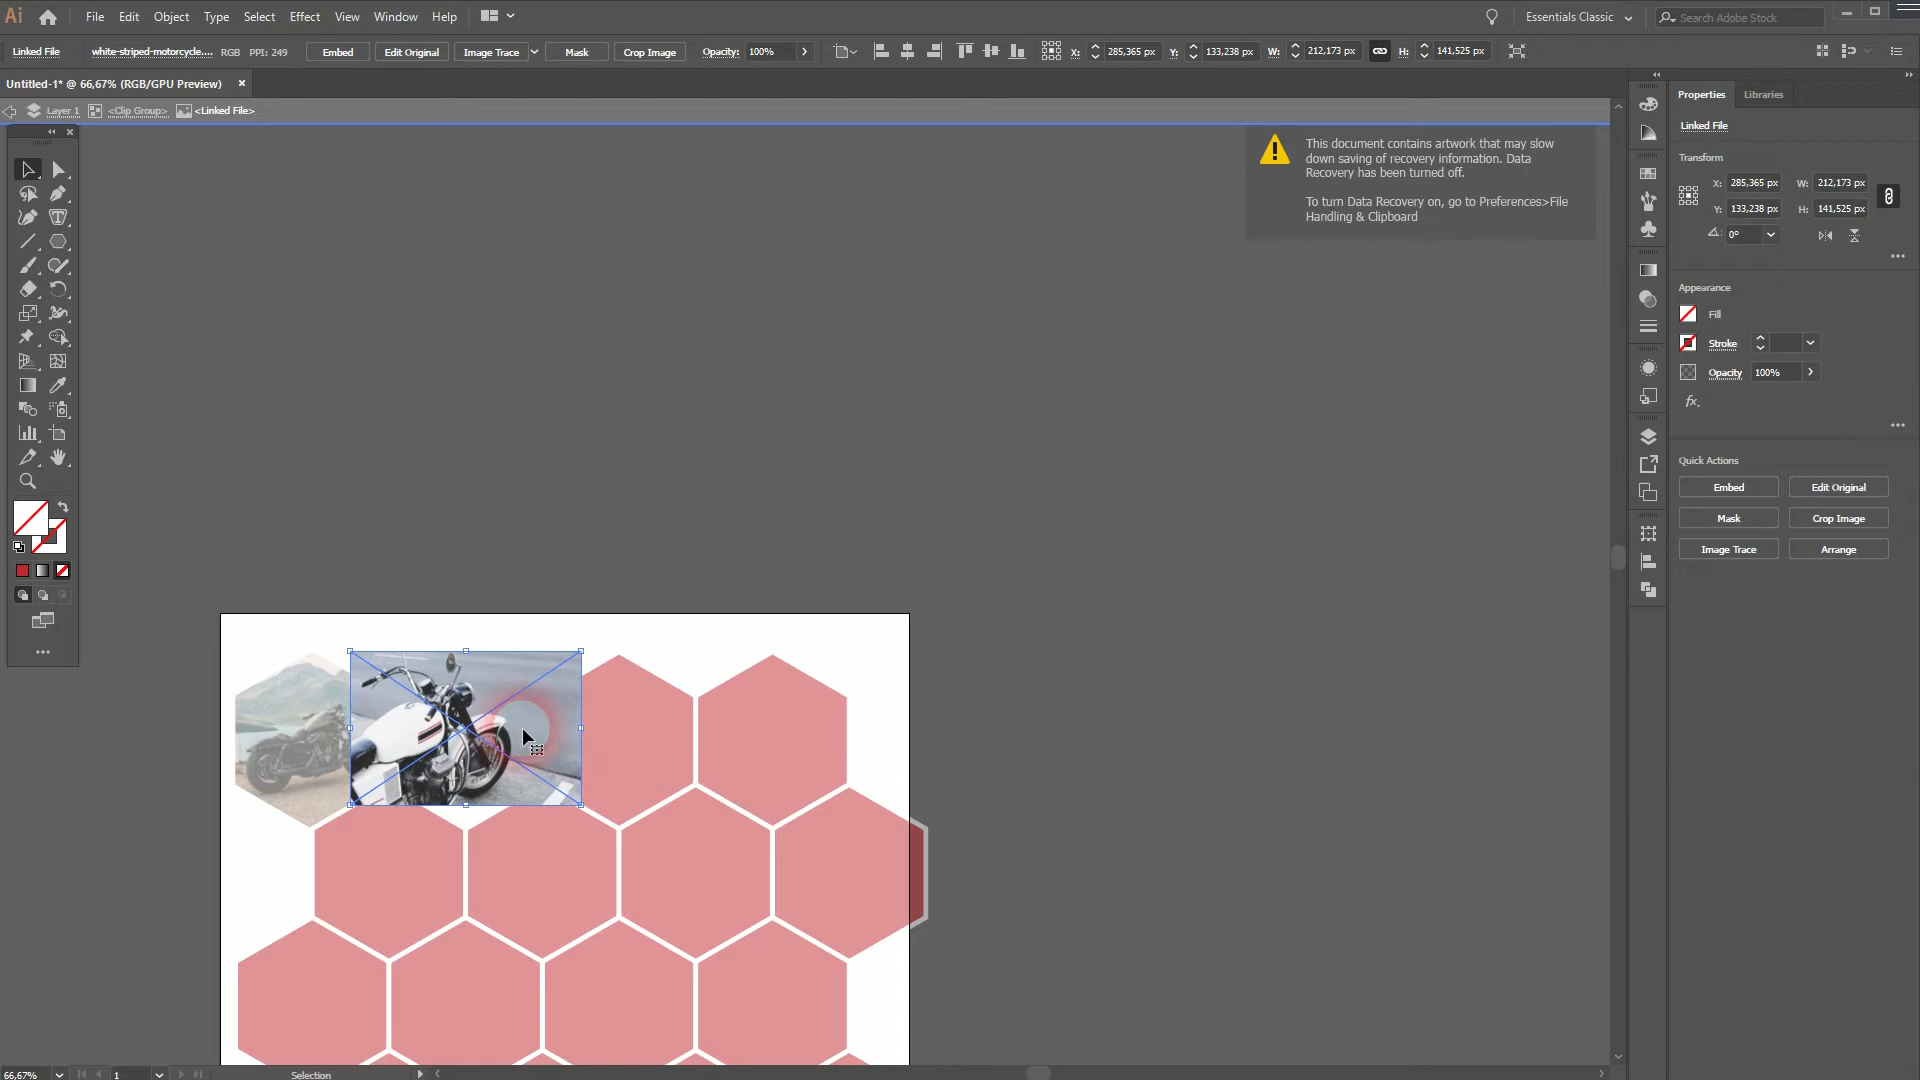 Ai File Edit Object Type Select Effect View Window Help Essentials Classic Search Adobe Stock
Linked File white-striped-motorcycle.... RGB PPI: 249 Embed Edit Original Image Trace Mask Crop Image Opacity: 100% X: 285,365 px Y: 133,238 px W: 212,173 px H: 141,525 px
Untitled-1* @ 66,67% (RGB/GPU Preview)
Layer 1 <Clip Group> <Linked File>
This document contains artwork that may slow
down saving of recovery information. Data
Recovery has been turned off.
To turn Data Recovery on, go to Preferences>File
Handling & Clipboard
Properties Libraries
Linked File
Transform
X: 285,365 px W: 212,173 px
Y: 133,238 px H: 141,525 px
0°
Appearance
Fill
Stroke
Opacity 100%
fx.
Quick Actions
Embed Edit Original
Mask Crop Image
Image Trace Arrange
66,67% 1 Selection